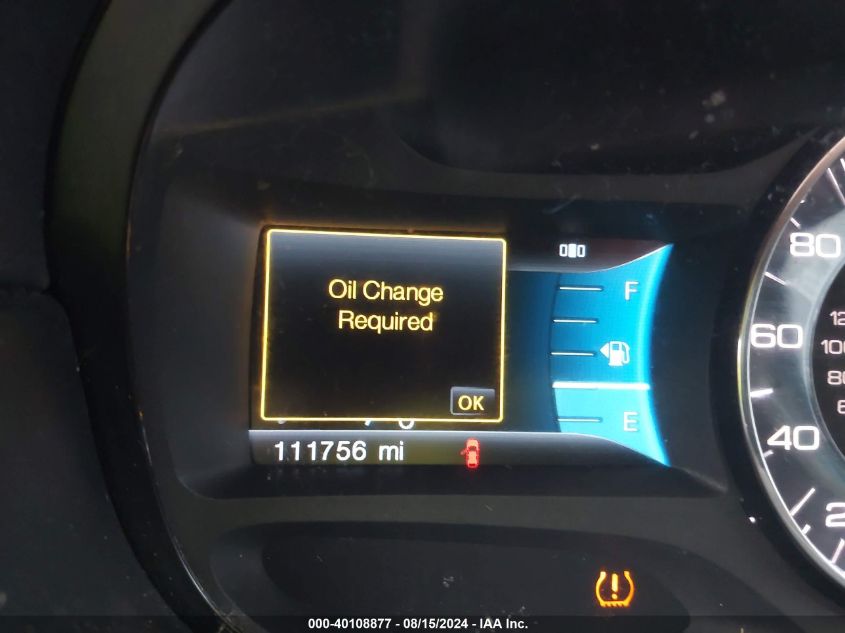 Oil Change
Required
OK
F
E
111756 mi
80
60
40
000-40108877 - 08/15/2024 - IAA Inc.